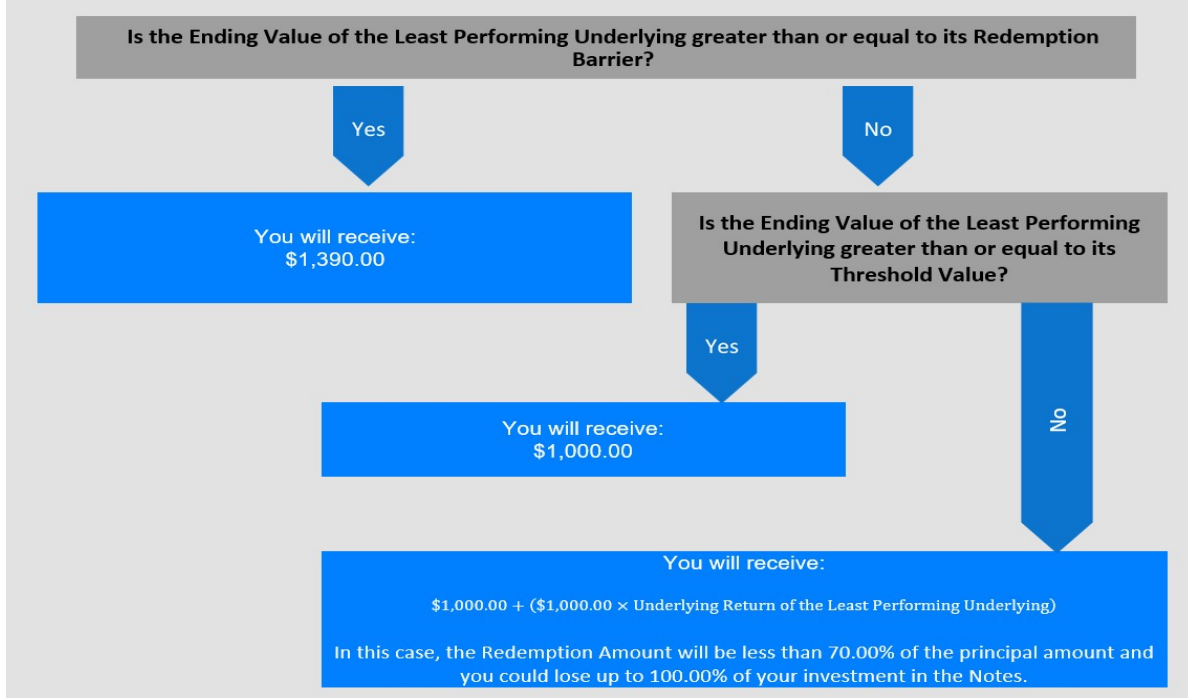 Is the Ending Value of the Least Performing Underlying greater than or equal to its Redemption
Barrier?
Yes
No
You will receive:
$1,390.00
Is the Ending Value of the Least Performing
Underlying greater than or equal to its
Threshold Value?
Yes
No
You will receive:
$1,000.00
You will receive:
$1,000.00 + ($1,000.00 × Underlying Return of the Least Performing Underlying)
In this case, the Redemption Amount will be less than 70.00% of the principal amount and
you could lose up to 100.00% of your investment in the Notes.